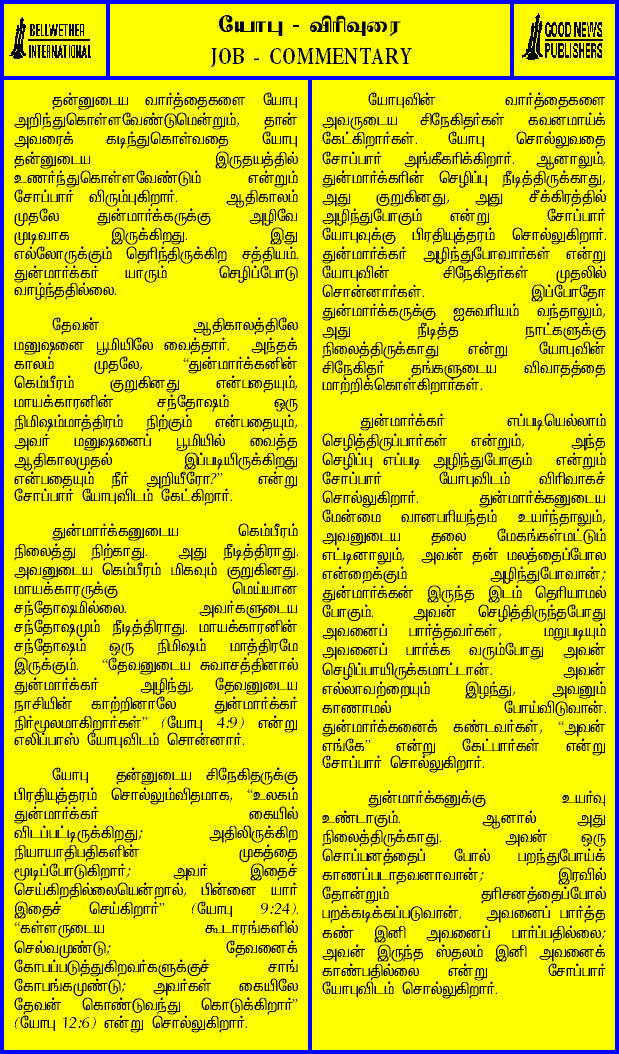 BELLWETHER
INTERNATIONAL
யோபு - விரிவுரை
JOB - COMMENTARY
GOOD NEWS
PUBLISHERS
தன்னுடைய வார்த்தைகளை யோபு
அறிந்துகொள்ளவேண்டுமென்றும், தான்
அவரைக் கடிந்துகொள்வதை யோபு
தன்னுடைய இருதயத்தில்
உணர்ந்துகொள்ளவேண்டும் என்றும்
சோப்பார் விரும்புகிறார். ஆதிகாலம்
முதலே துன்மார்க்கருக்கு அழிவே
முடிவாக இருக்கிறது. இது
எல்லோருக்கும் தெரிந்திருக்கிற சத்தியம்.
துன்மார்க்கர் யாரும் செழிப்போடு
வாழ்ந்ததில்லை.
தேவன் ஆதிகாலத்திலே
மனுஷனை பூமியிலே வைத்தார். அந்தக்
காலம் முதலே, “துன்மார்க்கனின்
கெம்பீரம் குறுகினது என்பதையும்,
மாயக்காரனின் சந்தோஷம் ஒரு
நிமிஷம்மாத்திரம் நிற்கும் என்பதையும்,
அவர் மனுஷனைப் பூமியில் வைத்த
ஆதிகாலமுதல் இப்படியிருக்கிறது
என்பதையும் நீர் அறியீரோ?” என்று
சோப்பார் யோபுவிடம் கேட்கிறார்.
துன்மார்க்கனுடைய கெம்பீரம்
நிலைத்து நிற்காது. அது நீடித்திராது.
அவனுடைய கெம்பீரம் மிகவும் குறுகினது.
மாயக்காரருக்கு மெய்யான
சந்தோஷமில்லை. அவர்களுடைய
சந்தோஷமும் நீடித்திராது. மாயக்காரனின்
சந்தோஷம் ஒரு நிமிஷம் மாத்திரமே
இருக்கும். “தேவனுடைய சுவாசத்தினால்
துன்மார்க்கர் அழிந்து, தேவனுடைய
நாசியின் காற்றினாலே துன்மார்க்கர்
நிர்மூலமாகிறார்கள்” (யோபு 4:9) என்று
எலிப்பாஸ் யோபுவிடம் சொன்னார்.
யோபு தன்னுடைய சிநேகிதருக்கு
பிரதியுத்தரம் சொல்லும்விதமாக, “உலகம்
துன்மார்க்கர் கையில்
விடப்பட்டிருக்கிறது; அதிலிருக்கிற
நியாயாதிபதிகளின் முகத்தை
மூடிப்போடுகிறார்; அவர் இதைச்
செய்கிறதில்லையென்றால், பின்னை யார்
இதைச் செய்கிறார்” (யோபு 9:24).
“கள்ளருடைய கூடாரங்களில்
செல்வமுண்டு; தேவனைக்
கோபப்படுத்துகிறவர்களுக்குச் சாங்
கோபங்கமுண்டு; அவர்கள் கையிலே
தேவன் கொண்டுவந்து கொடுக்கிறார்”
(யோபு 12:6) என்று சொல்லுகிறார்.
யோபுவின் வார்த்தைகளை
அவருடைய சிநேகிதர்கள் கவனமாய்க்
கேட்கிறார்கள். யோபு சொல்லுவதை
சோப்பார் அங்கீகரிக்கிறார். ஆனாலும்,
துன்மார்க்கரின் செழிப்பு நீடித்திருக்காது,
அது குறுகினது, அது சீக்கிரத்தில்
அழிந்துபோகும் என்று சோப்பார்
யோபுவுக்கு பிரதியுத்தரம் சொல்லுகிறார்.
துன்மார்க்கர் அழிந்துபோவார்கள் என்று
யோபுவின் சிநேகிதர்கள் முதலில்
சொன்னார்கள். இப்போதோ
துன்மார்க்கருக்கு ஐசுவரியம் வந்தாலும்,
அது நீடித்த நாட்களுக்கு
நிலைத்திருக்காது என்று யோபுவின்
சிநேகிதர் தங்களுடைய விவாதத்தை
மாற்றிக்கொள்கிறார்கள்.
துன்மார்க்கர் எப்படியெல்லாம்
செழித்திருப்பார்கள் என்றும், அந்த
செழிப்பு எப்படி அழிந்துபோகும் என்றும்
சோப்பார் யோபுவிடம் விரிவாகச்
சொல்லுகிறார். துன்மார்க்கனுடைய
மேன்மை வானபரியந்தம் உயர்ந்தாலும்,
அவனுடைய தலை மேகங்கள்மட்டும்
எட்டினாலும், அவன் தன் மலத்தைப்போல
என்றைக்கும் அழிந்துபோவான்;
துன்மார்க்கன் இருந்த இடம் தெரியாமல்
போகும். அவன் செழித்திருந்தபோது
அவனைப் பார்த்தவர்கள், மறுபடியும்
அவனைப் பார்க்க வரும்போது அவன்
செழிப்பாயிருக்கமாட்டான். அவன்
எல்லாவற்றையும் இழந்து, அவனும்
காணாமல் போய்விடுவான்.
துன்மார்க்கனைக் கண்டவர்கள், “அவன்
எங்கே” என்று கேட்பார்கள் என்று
சோப்பார் சொல்லுகிறார்.
துன்மார்க்கனுக்கு உயர்வு
உண்டாகும். ஆனால் அது
நிலைத்திருக்காது. அவன் ஒரு
சொப்பனத்தைப் போல் பறந்துபோய்க்
காணப்படாதவனாவான்; இரவில்
தோன்றும் தரிசனத்தைப்போல்
பறக்கடிக்கப்படுவான். அவனைப் பார்த்த
கண் இனி அவனைப் பார்ப்பதில்லை;
அவன் இருந்த ஸ்தலம் இனி அவனைக்
காண்பதில்லை என்று சோப்பார்
யோபுவிடம் சொல்லுகிறார்.